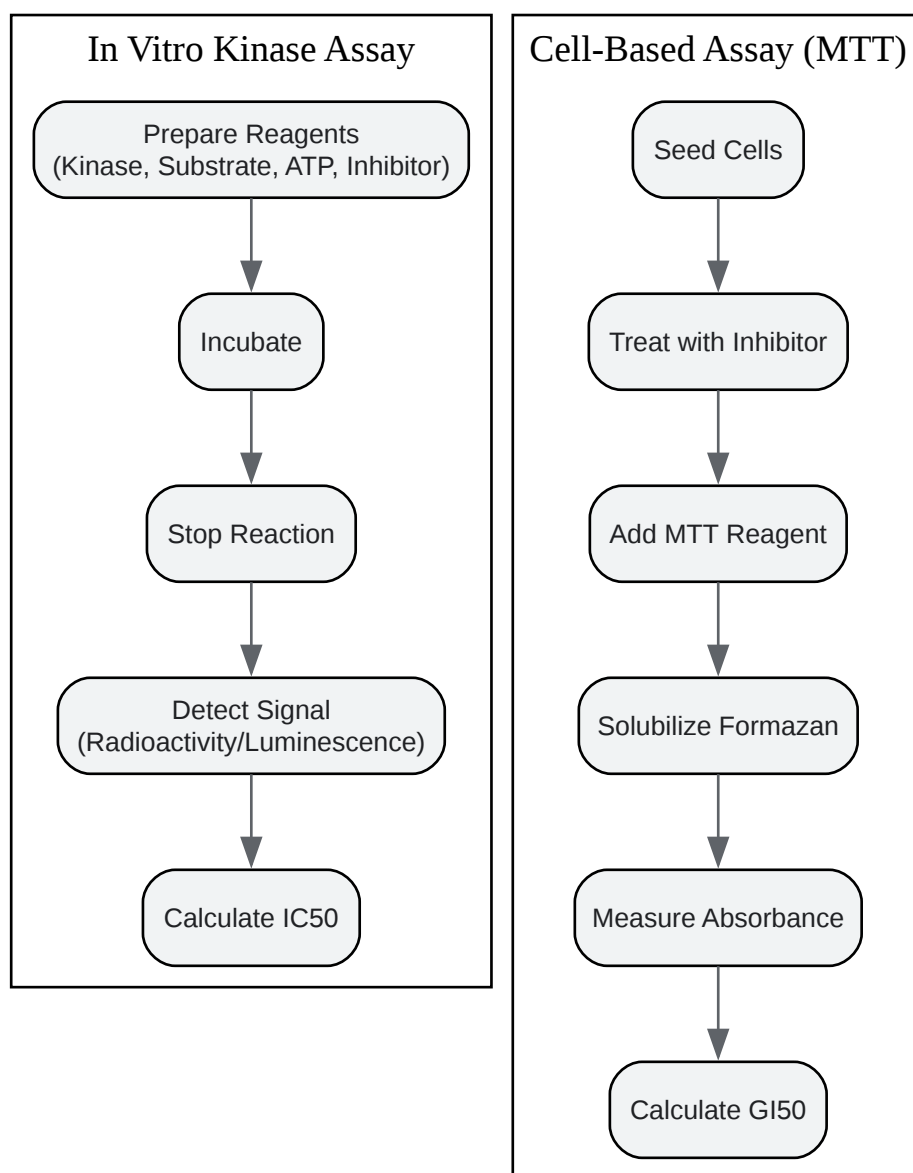 In Vitro Kinase Assay
Prepare Reagents
(Kinase, Substrate, ATP, Inhibitor)
Incubate
Stop Reaction
Detect Signal
(Radioactivity/Luminescence)
Calculate IC50
Cell-Based Assay (MTT)
Seed Cells
Treat with Inhibitor
Add MTT Reagent
Solubilize Formazan
Measure Absorbance
Calculate GI50